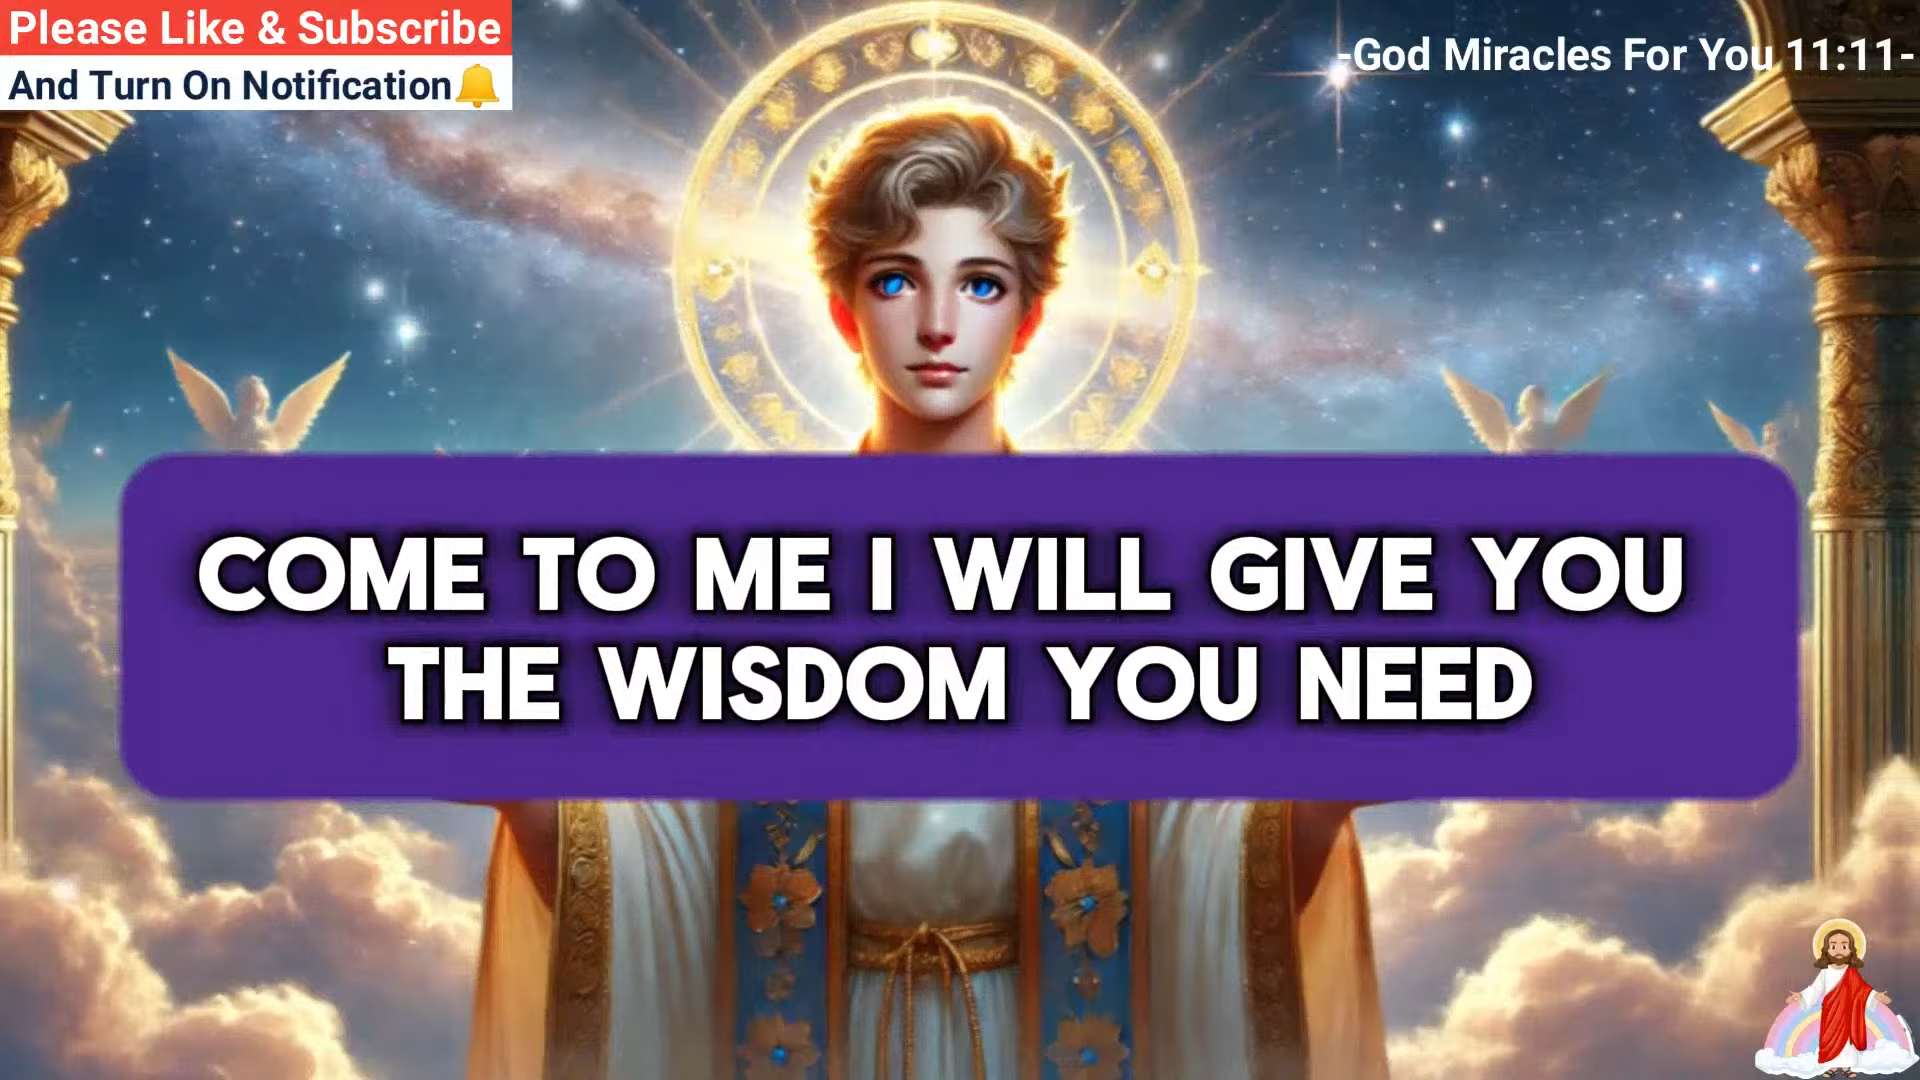 Please Like & Subscribe
And Turn On Notification🔔
-God Miracles For You 11:11-
COME TO ME I WILL GIVE YOU
THE WISDOM YOU NEED